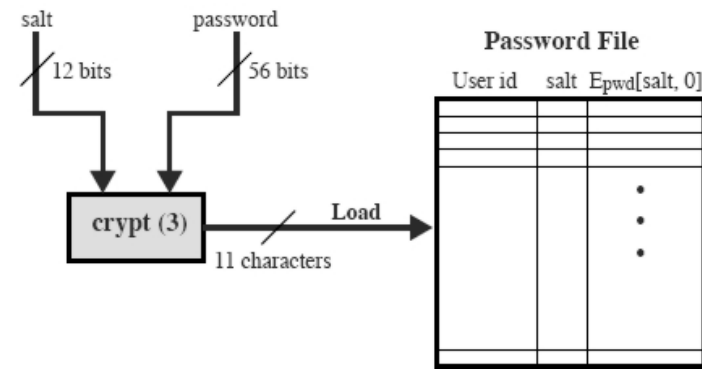 salt
password
12 bits
56 bits
crypt (3)
Load
11 characters
Password File
User id
salt
Epwd[salt, 0]